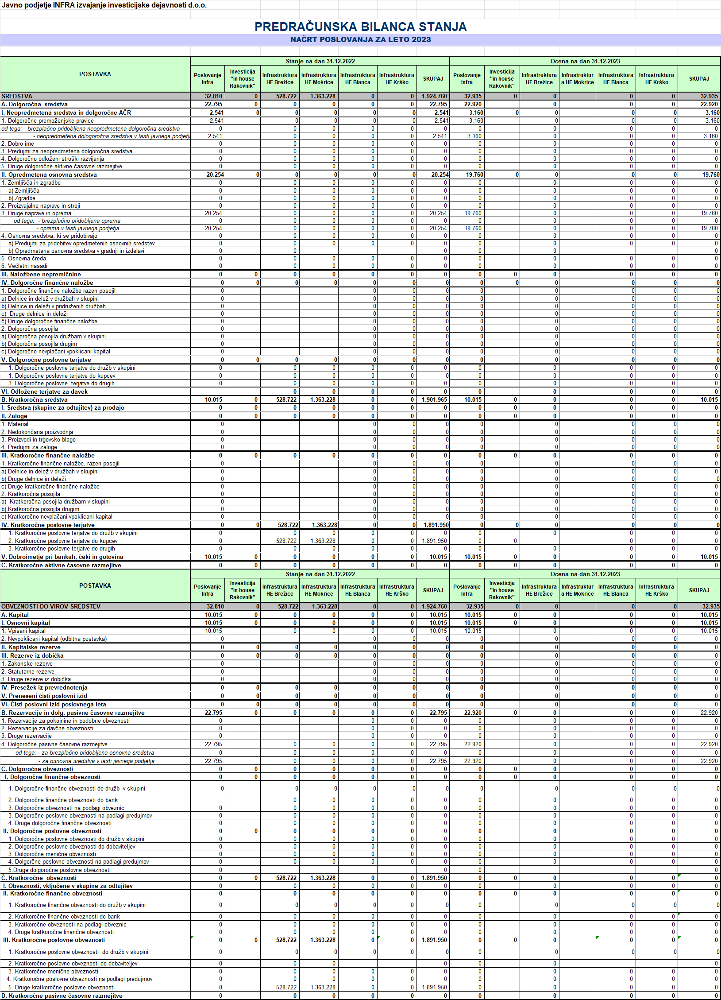 Javno podjetje INFRA izvajanje investicijske dejavnosti d.o.o.
PREDRAČUNSKA BILANCA STANJA
NAČRT POSLOVANJA ZA LETO 2023
POSTAVKA Stanje na dan 31.12.2022 Ocena na dan 31.12.2023
Poslovanje Infra Investicija "in house Rakovnik" Infrastruktura HE Brežice Infrastruktura HE Mokrice Infrastruktura HE Blanca Infrastruktura HE Krško SKUPAJ Poslovanje Infra Investicija "in house Rakovnik" Infrastruktura HE Brežice Infrastruktur a HE Mokrice Infrastruktura HE Blanca Infrastruktura HE Krško SKUPAJ
SREDSTVA 32.810 0 528.722 1.363.228 0 0 1.924.760 32.935 0 0 0 0 32.935
A. Dolgoročna sredstva 22.795 0 0 0 0 0 22.795 22.920 0 0 0 22.920
I. Neopredmetena sredstva in dolgoročne AČR 2.541 0 0 0 0 0 2.541 3.160 0 0 0 0 3.160
1. Dolgoročne premoženjske pravice 2.541 0 0 0 0 2.541 3.160 0 0 0 3.160
od tega: - brezplačno pridobljena neopredmetena dolgoročna sredstva 0 0 0 0 0 0 0 0 0 0 0
- neopredmetena dologoročna sredstva v lasti javnega podjetj 2.541 0 0 0 0 2.541 3.160 0 0 0 3.160
2. Dobro ime 0 0 0 0 0 0 0 0 0 0 0
3. Predujmi za neopredmetena dolgoročna sredstva 0 0 0 0 0 0 0 0 0 0 0
4. Dolgoročno odloženi stroški razvijanja 0 0 0 0 0 0 0 0 0 0 0
5. Druge dolgoročne aktivne časovne razmejitve 0 0 0 0 0 0 0 0 0 0 0
II. Opredmetena osnovna sredstva 20.254 0 0 0 0 0 20.254 19.760 0 0 0 0 19.760
1. Zemljišča in zgradbe 0 0 0 0 0 0 0 0 0 0 0
a) Zemljišča 0 0 0 0 0 0 0 0 0 0 0
b) Zgradbe 0 0 0 0 0 0 0 0 0 0 0
2. Proizvajalne naprave in stroji 0 0 0 0 0 0 0 0 0 0 0
3. Druge naprave in oprema 20.254 0 0 0 0 20.254 19.760 0 0 0 19.760
od tega: - brezplačno pridobljena oprema 0 0 0 0 0 0 0 0 0 0 0
- oprema v lasti javnega podjetja 20.254 0 0 0 0 20.254 19.760 0 0 0 19.760
4. Osnovna sredstva, ki se pridobivajo 0 0 0 0 0 0 0 0 0 0 0
a) Predujmi za pridobitev opredmetenih osnovnih sredstev 0 0 0 0 0 0 0 0 0 0 0
b) Opredmetena osnovna sredstva v gradnji in izdelavi 0 0 0 0 0 0
5. Osnovna čreda 0 0 0 0 0 0 0 0 0 0 0
6. Večletni nasadi 0 0 0 0 0 0 0 0 0 0 0
III. Naložbene nepremičnine 0 0 0 0 0 0 0 0 0 0 0 0 0
IV. Dolgoročne finančne naložbe 0 0 0 0 0 0 0 0 0 0 0 0 0
1. Dolgoročne finančne naložbe razen posojil 0 0 0 0 0 0 0 0 0
a) Delnice in delež v družbah v skupini 0 0 0 0 0 0 0 0 0
b) Delnice in deleži v pridruženih družbah 0 0 0 0 0 0 0 0 0
c) Druge delnice in deleži 0 0 0 0 0 0 0 0 0
č) Druge dolgoročne finančne naložbe 0 0 0 0 0 0 0 0 0
2. Dolgoročna posojila 0 0 0 0 0 0 0 0 0
a) Dolgoročna posojila družbam v skupini 0 0 0 0 0 0 0 0 0
b) Dolgoročna posojila drugim 0 0 0 0 0 0 0 0 0
c) Dolgoročno nevplačani vpoklicani kapital 0 0 0 0 0 0 0 0 0
V. Dolgoročne poslovne terjatve 0 0 0 0 0 0 0 0 0 0 0 0
1. Dolgoročne poslovne terjatve do družb v skupini 0 0 0 0 0 0 0 0 0 0 0
1. Dolgoročne poslovne terjatve do kupcev 0 0 0 0 0 0 0 0 0 0 0
3. Dolgoročne poslovne terjatve do drugih 0 0 0 0 0 0 0 0 0 0 0
VI. Odložene terjatve za davek 0 0 0 0 0 0 0 0 0 0
B. Kratkoročna sredstva 10.015 0 528.722 1.363.228 0 0 1.901.965 10.015 0 0 0 0 10.015
I. Sredstva (skupine za odtujitev) za prodajo 0 0 0 0 0 0 0 0 0 0 0 0 0
II. Zaloge 0 0 0 0 0 0 0 0 0 0 0 0 0
1. Material 0 0 0 0 0 0 0 0 0
2. Nedokončana proizvodnja 0 0 0 0 0 0 0 0 0
3. Proizvodi in trgovsko blago 0 0 0 0 0 0 0 0 0
4. Predujmi za zaloge 0 0 0 0 0 0 0 0 0
III. Kratkoročne finančne naložbe 0 0 0 0 0 0 0 0 0 0 0 0 0
1. Kratkoročne finančne naložbe, razen posojil 0 0 0 0 0 0 0 0 0
a) Delnice in delež v družbah v skupini 0 0 0 0 0 0 0 0 0
b) Druge delnice in deleži 0 0 0 0 0 0 0 0 0
c) Druge kratkoročne finančne naložbe 0 0 0 0 0 0 0 0 0
2. Kratkoročna posojila 0 0 0 0 0 0 0 0 0
a) Kratkoročna posojila družbam v skupini 0 0 0 0 0 0 0 0 0
b) Kratkoročna posojila drugim 0 0 0 0 0 0 0 0 0
c) Kratkoročno nevplačani vpoklicani kapital 0 0 0 0 0 0 0 0 0
IV. Kratkoročne poslovne terjatve 0 0 528.722 1.363.228 0 0 1.891.950 0 0 0 0 0 0
1. Kratkoročne poslovne terjatve do družb v skupini 0 0 0 0 0 0 0 0 0 0 0
2. Kratkoročne poslovne terjatve do kupcev 0 528.722 1.363.228 0 0 1.891.950 0 0 0 0 0
3. Kratkoročne poslovne terjatve do drugih 0 0 0 0 0 0 0 0 0 0 0
V. Dobroimetje pri bankah, čeki in gotovina 10.015 0 0 0 0 0 10.015 10.015 0 0 0 0 10.015
C. Kratkoročne aktivne časovne razmejitve 0 0 0 0 0 0 0 0 0 0 0 0 0
POSTAVKA Stanje na dan 31.12.2022 Ocena na dan 31.12.2023
Poslovanje Infra Investicija "in house Rakovnik" Infrastruktura HE Brežice Infrastruktura HE Mokrice Infrastruktura HE Blanca Infrastruktura HE Krško SKUPAJ Poslovanje Infra Investicija "in house Rakovnik" Infrastruktura HE Brežice Infrastruktur a HE Mokrice Infrastruktura HE Blanca Infrastruktura HE Krško SKUPAJ
OBVEZNOSTI DO VIROV SREDSTEV 32.810 0 528.722 1.363.228 0 0 1.924.760 32.935 0 0 0 0 32.935
A. Kapital 10.015 0 0 0 0 0 10.015 10.015 0 0 0 0 10.015
I. Osnovni kapital 10.015 0 0 0 0 0 10.015 10.015 0 0 0 0 10.015
1. Vpisani kapital 10.015 0 0 0 0 10.015 10.015 0 0 0 10.015
2. Nevpoklicani kapital (odbitna postavka) 0 0 0 0 0 0 0 0 0
II. Kapitalske rezerve 0 0 0 0 0 0 0 0 0 0 0 0
III. Rezerve iz dobička 0 0 0 0 0 0 0 0 0 0 0 0
1. Zakonske rezerve 0 0 0 0 0 0 0 0 0
2. Statutarne rezerve 0 0 0 0 0 0 0 0 0
3. Druge rezerve iz dobička 0 0 0 0 0 0 0 0 0
IV. Presežek iz prevrednotenja 0 0 0 0 0 0 0 0 0 0 0 0
V. Preneseni čisti poslovni izid 0 0 0 0 0 0 0 0 0 0 0 0
VI. Čisti poslovni izid poslovnega leta 0 0 0 0 0 0 0 0 0 0 0 0
B. Rezervacije in dolg. pasivne časovne razmejitve 22.795 0 0 0 0 0 22.795 22.920 0 0 0 0 22.920
1. Rezervacije za pokojnine in podobne obveznosti 0 0 0 0 0 0 0 0 0
2. Rezervacije za davčne obveznosti 0 0 0 0 0 0 0 0 0
3. Druge rezervacije 0 0 0 0 0 0 0 0 0
4. Dolgoročne pasivne časovne razmejitve 22.795 0 0 0 0 22.795 22.920 0 0 0 22.920
od tega: - za brezplačno pridobljena osnovna sredstva 0 0 0 0 0 0 0 0 0 0 0
- za osnovna sredstva v lasti javnega podjetja 22.795 0 0 0 0 22.795 22.920 0 0 0 22.920
C. Dolgoročne obveznosti 0 0 0 0 0 0 0 0 0 0 0 0 0
I. Dolgoročne finančne obveznosti 0 0 0 0 0 0 0 0 0 0 0 0 0
1. Dolgoročne finančne obveznosti do družb v skupini 0 0 0 0 0 0 0 0 0 0 0
2. Dolgoročne finančne obveznosti do bank 0 0 0 0 0 0 0 0 0 0
3. Dolgoročne obveznosti na podlagi obveznic 0 0 0 0 0 0 0 0 0 0 0
3. Dolgoročne poslovne obveznosti na podlagi predujmov 0 0 0 0 0 0 0 0 0 0 0
4. Druge dolgoročne finančne obveznosti 0 0 0 0 0 0 0 0 0 0 0
II. Dolgoročne poslovne obveznosti 0 0 0 0 0 0 0 0 0 0 0 0
1. Dolgoročne poslovne obveznosti do družb v skupini 0 0 0 0 0 0 0 0 0 0 0
2. Dolgoročne poslovne obveznosti do dobaviteljev 0 0 0 0 0 0 0 0 0 0 0
3. Dolgoročne menične obveznosti 0 0 0 0 0 0 0 0 0 0 0
4. Dolgorčne poslovne obveznosti na podlagi predujmov 0 0 0 0 0 0 0 0 0 0 0
5.Druge dolgoročne poslovne obveznosti 0 0 0 0
Č. Kratkoročne obveznosti 0 0 528.722 1.363.228 0 0 1.891.950 0 0 0 0 0 0
I. Obveznosti, vključene v skupine za odtujitev 0 0 0 0 0 0 0 0 0 0 0
II. Kratkoročne finančne obveznosti 0 0 0 0 0 0 0 0 0 0 0 0
1. Kratkoročne finančne obveznosti do družb v skupini 0 0 0 0 0 0 0 0 0 0 0
2. Kratkoročne finančne obveznosti do bank 0 0 0 0 0 0 0 0 0 0 0
3. Kratkoročne obveznosti na podlagi obveznic 0 0 0 0 0 0 0 0 0 0 0
4. Druge kratkoročne finančne obveznosti 0 0 0 0 0 0 0 0 0 0 0
III. Kratkoročne poslovne obveznosti 0 0 528.722 1.363.228 0 0 1.891.950 0 0 0 0 0 0
1. Kratkoročne poslovne obveznosti do družb v skupini 0 0 0 0 0 0 0 0 0 0 0
2. Kratkoročne poslovne obveznosti do dobaviteljev 0 0 0 0 0 0 0
3. Kratkoročne menične obveznosti 0 0 0 0 0 0 0 0 0 0 0
4. Kratkoročne poslovne obveznosti na podlagi predujmov 0 0 0 0 0 0 0 0 0 0 0
5. Druge kratkoročne poslovne obveznosti 0 528.722 1.363.228 0 0 1.891.950 0 0 0 0 0
D. Kratkoročne pasivne časovne razmejitve 0 0 0 0 0 0 0 0 0 0 0